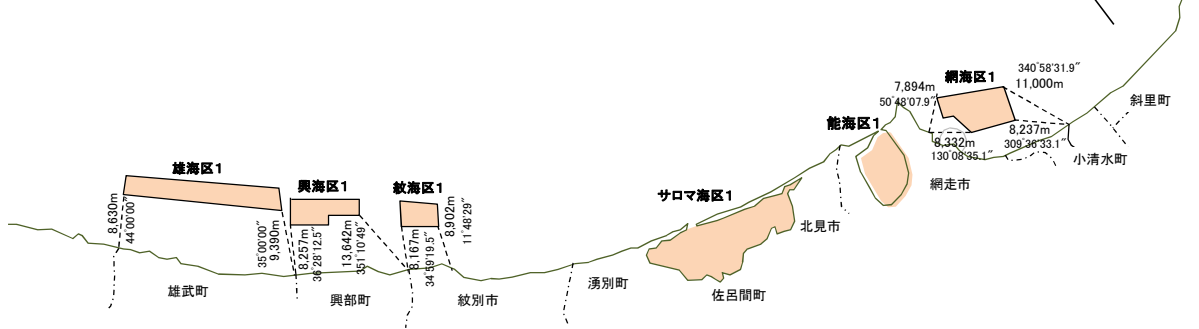 雄海区1
8,630m
44°00′00″
35°00′00″
9,390m
雄武町
興海区1
8,257m
36°28′12.5″
13,642m
351°10′49″
興部町
紋海区1
8,167m
34°59′19.5″
8,902m
11°48′29″
紋別市
湧別町
サロマ海区1
佐呂間町
北見市
能海区1
網走市
網海区1
7,894m
50°48′07.9″
340°58′31.9″
11,000m
8,332m
130°08′35.1″
8,237m
309°36′33.1″
小清水町
斜里町